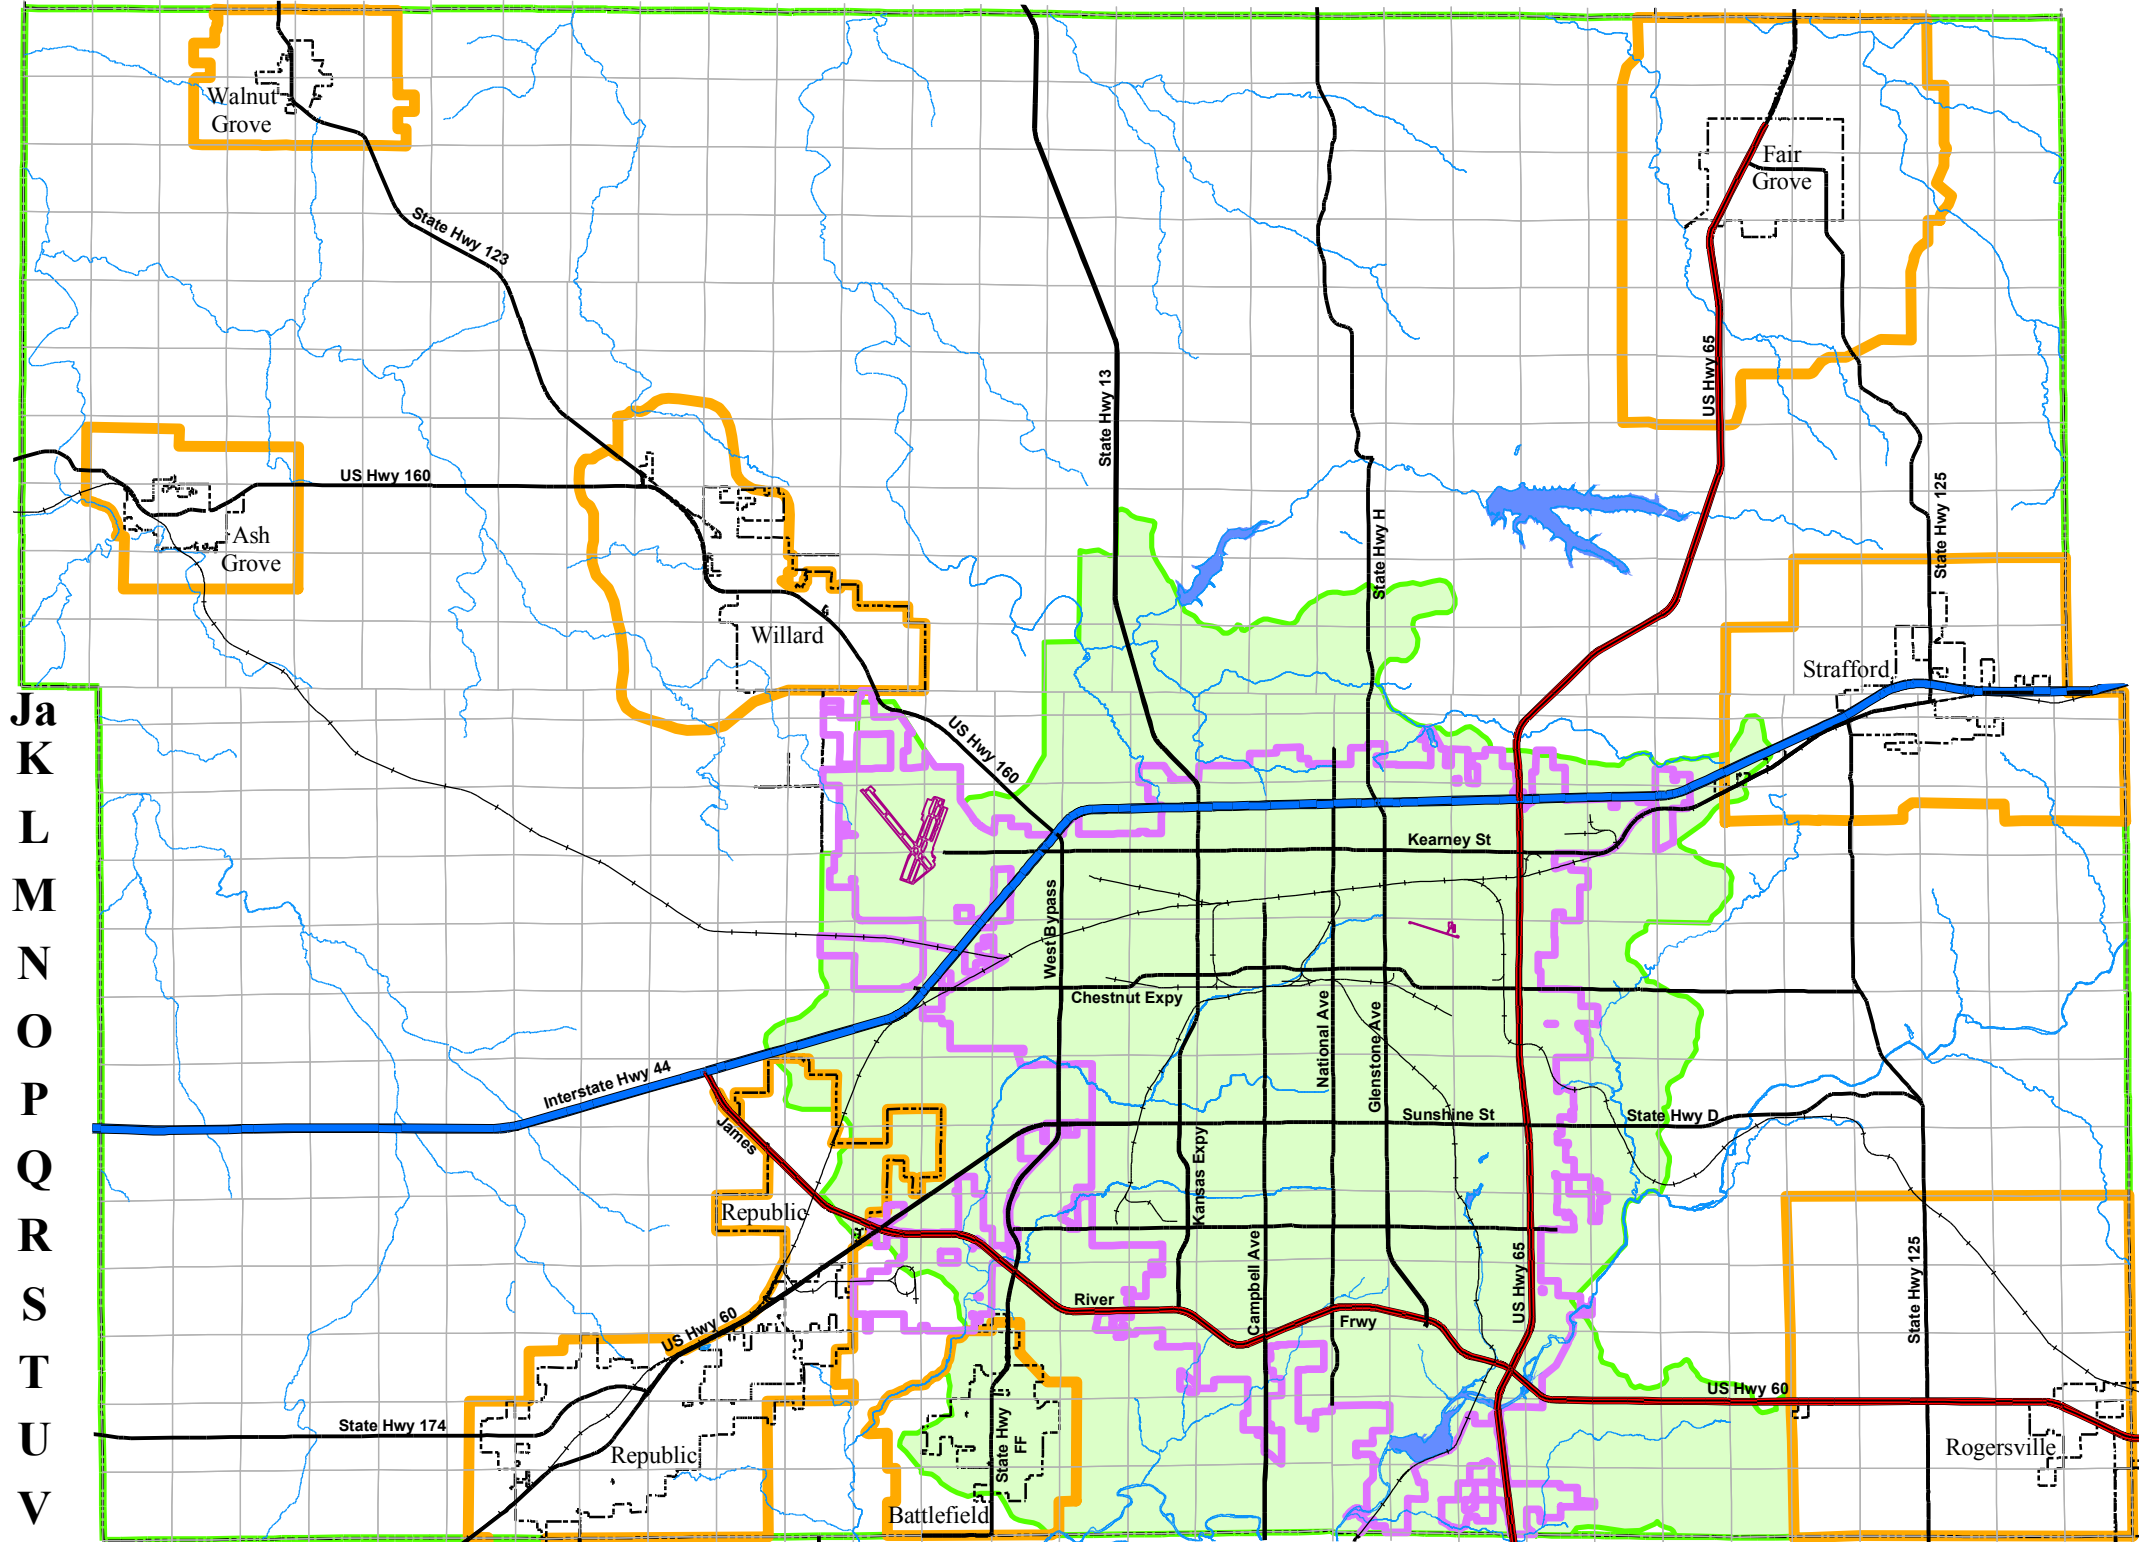 Walnut
Grove
Fair
Grove
State Hwy 123
US Hwy 65
State Hwy 13
US Hwy 160
Ash
Grove
State Hwy H
State Hwy 125
Willard
Strafford
Ja
K
US Hwy 160
L
Kearney St
M
West Bypass
N
Chestnut Expy
National Ave
Glenstone Ave
O
Interstate Hwy 44
P
James
Sunshine St
State Hwy D
Q
Kansas Expy
Republic
R
Campbell Ave
US Hwy 65
State Hwy 125
S
River
Frwy
US Hwy 60
T
US Hwy 60
State Hwy 174
U
Republic
State Hwy
FF
Rogersville
V
Battlefield